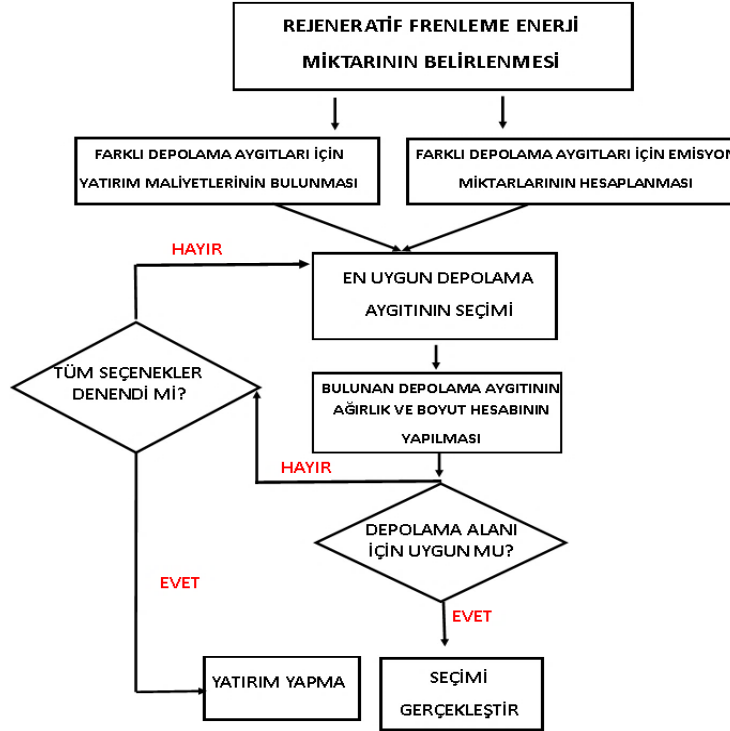 REJENERATİF FRENLEME ENERJİ
MİKTARININ BELİRLENMESİ
FARKLI DEPOLAMA AYGITLARI İÇİN
YATIRIM MALİYETLERİNİN BULUNMASI
FARKLI DEPOLAMA AYGITLARI İÇİN EMİSYON
MİKTARLARININ HESAPLANMASI
HAYIR
EN UYGUN DEPOLAMA
AYGITININ SEÇİMİ
TÜM SEÇENEKLER
DENENDİ Mİ?
BULUNAN DEPOLAMA AYGITININ
AĞIRLIK VE BOYUT HESABININ
YAPILMASI
HAYIR
DEPOLAMA ALANI
İÇİN UYGUN MU?
EVET
EVET
YATIRIM YAPMA
SEÇİMİ
GERÇEKLEŞTİR